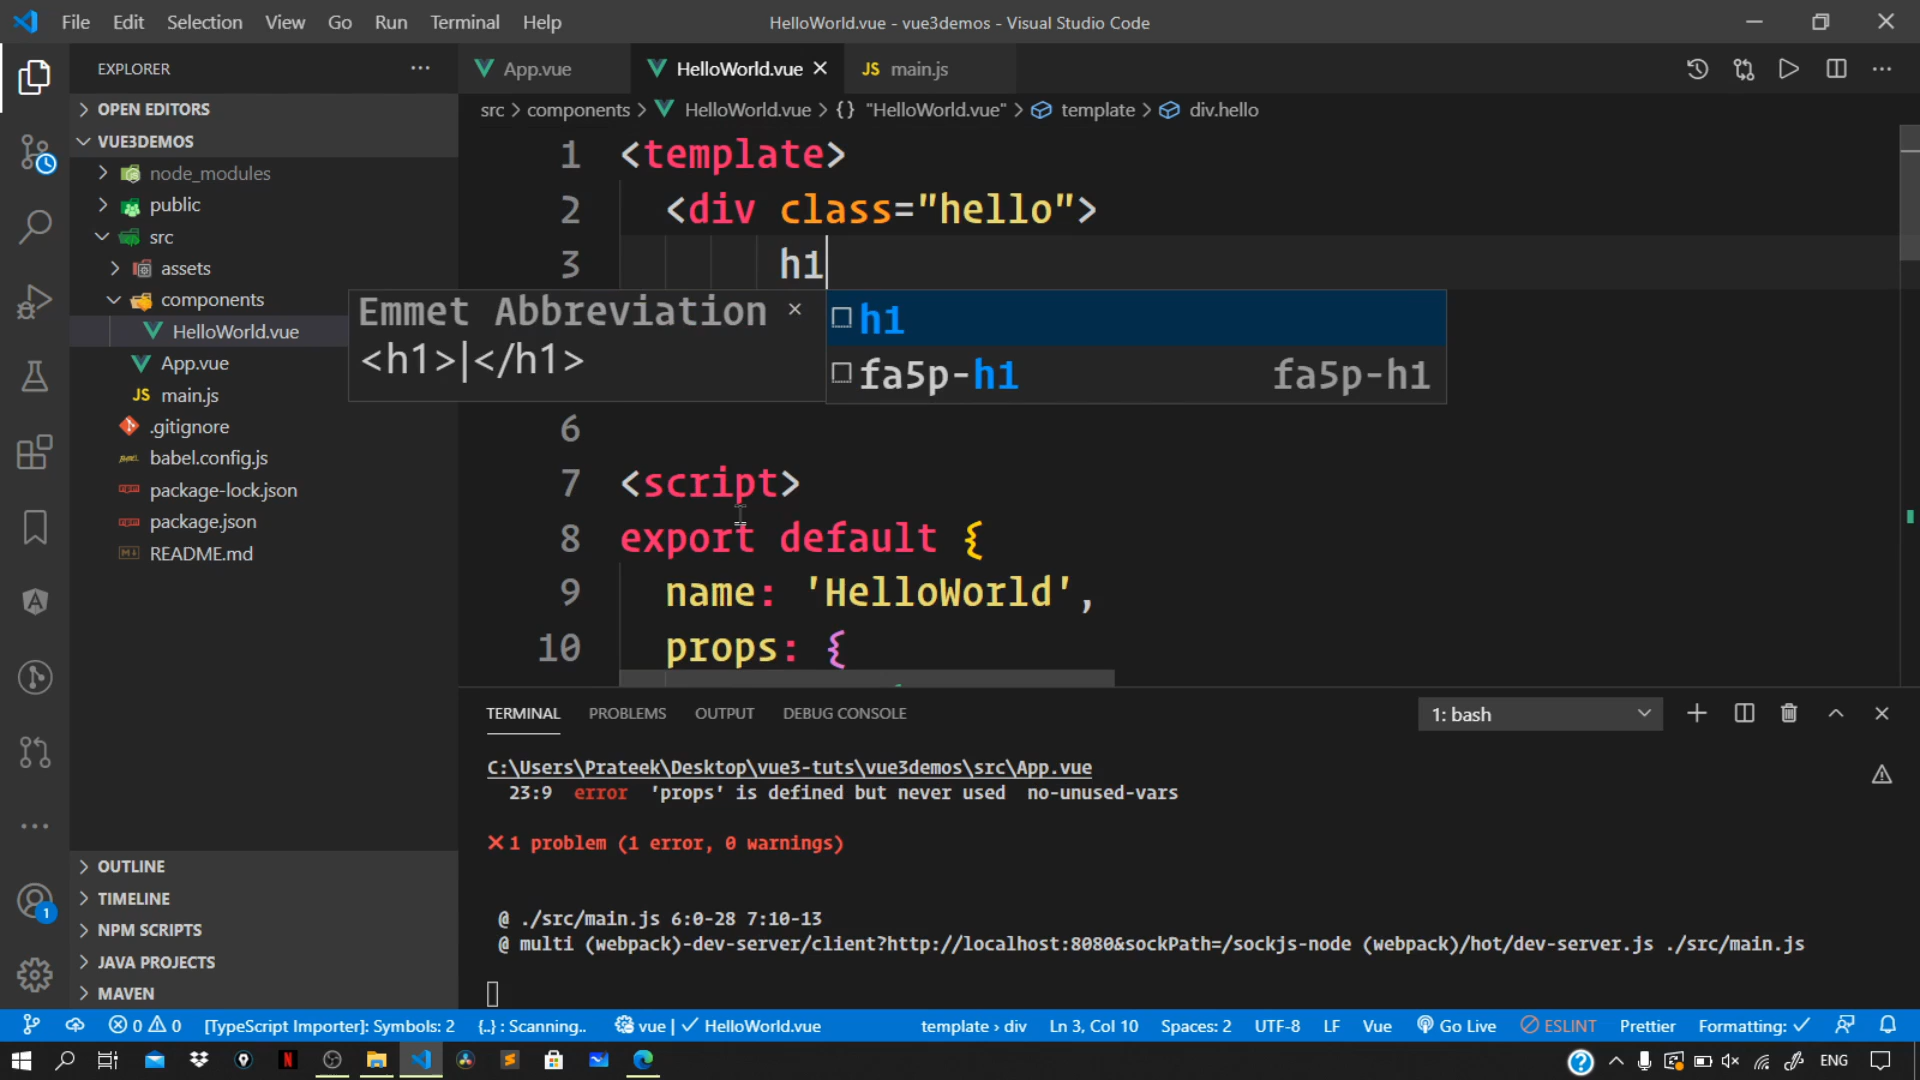 File Edit Selection View Go Run Terminal Help
HelloWorld.vue - vue3demos - Visual Studio Code
EXPLORER
OPEN EDITORS
VUE3DEMOS
node_modules
public
src
assets
components
HelloWorld.vue
App.vue
JS main.js
.gitignore
babel.config.js
package-lock.json
package.json
README.md
OUTLINE
TIMELINE
NPM SCRIPTS
JAVA PROJECTS
MAVEN
App.vue HelloWorld.vue JS main.js
src > components > HelloWorld.vue > {} "HelloWorld.vue" > template > div.hello
1 <template>
2 <div class="hello">
3 h1
Emmet Abbreviation
<h1>|</h1>
h1
fa5p-h1 fa5p-h1
6
7 <script>
8 export default {
9 name: 'HelloWorld',
10 props: {
TERMINAL PROBLEMS OUTPUT DEBUG CONSOLE
1: bash
C:\Users\Prateek\Desktop\vue3-tuts\vue3demos\src\App.vue
23:9 error 'props' is defined but never used no-unused-vars
✕ 1 problem (1 error, 0 warnings)
@ ./src/main.js 6:0-28 7:10-13
@ multi (webpack)-dev-server/client?http://localhost:8080&sockPath=/sockjs-node (webpack)/hot/dev-server.js ./src/main.js
0 0 [TypeScript Importer]: Symbols: 2 {..} : Scanning.. vue | ✓ HelloWorld.vue template › div Ln 3, Col 10 Spaces: 2 UTF-8 LF Vue Go Live ESLINT Prettier Formatting: ✓
ENG